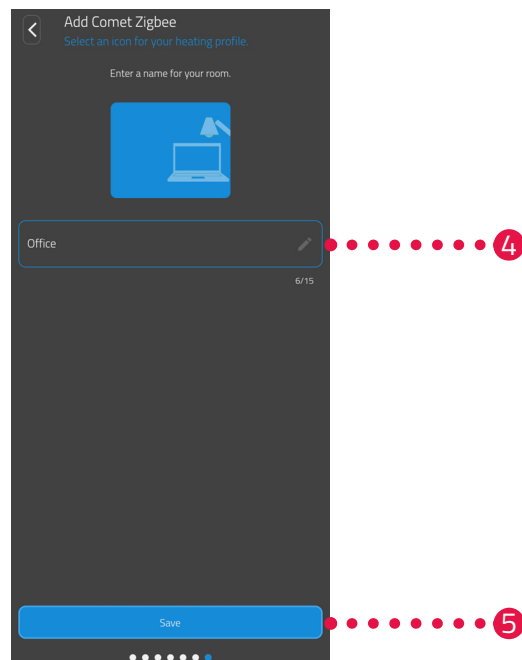 Add Comet Zigbee
Select an icon for your heating profile.
Enter a name for your room.
Office
4
6/15
Save
5